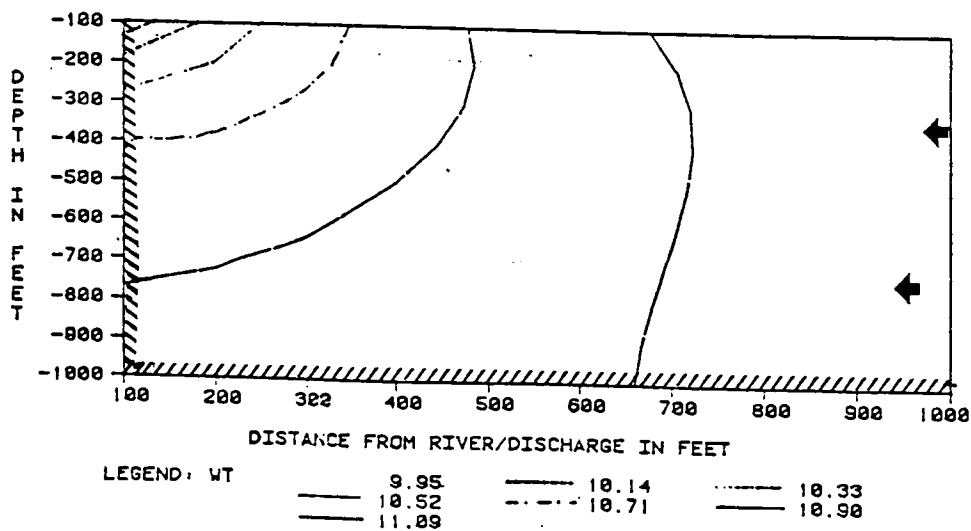 DEPTH IN FEET
-100
-200
-300
-400
-500
-600
-700
-800
-900
-1000
100 200 300 400 500 600 700 800 900 1000
DISTANCE FROM RIVER/DISCHARGE IN FEET
LEGEND: WT
9.95 10.14 10.33
10.52 10.71 10.90
11.09